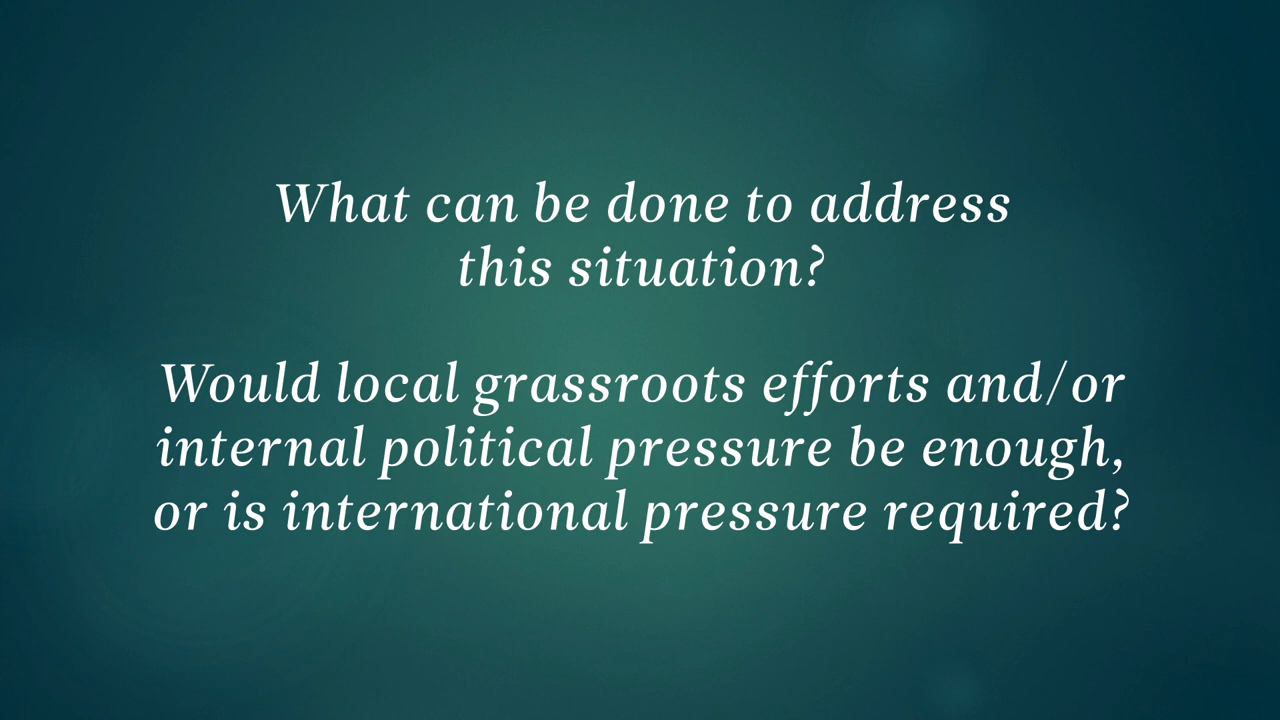 What can be done to address
this situation?
Would local grassroots efforts and/or
internal political pressure be enough,
or is international pressure required?